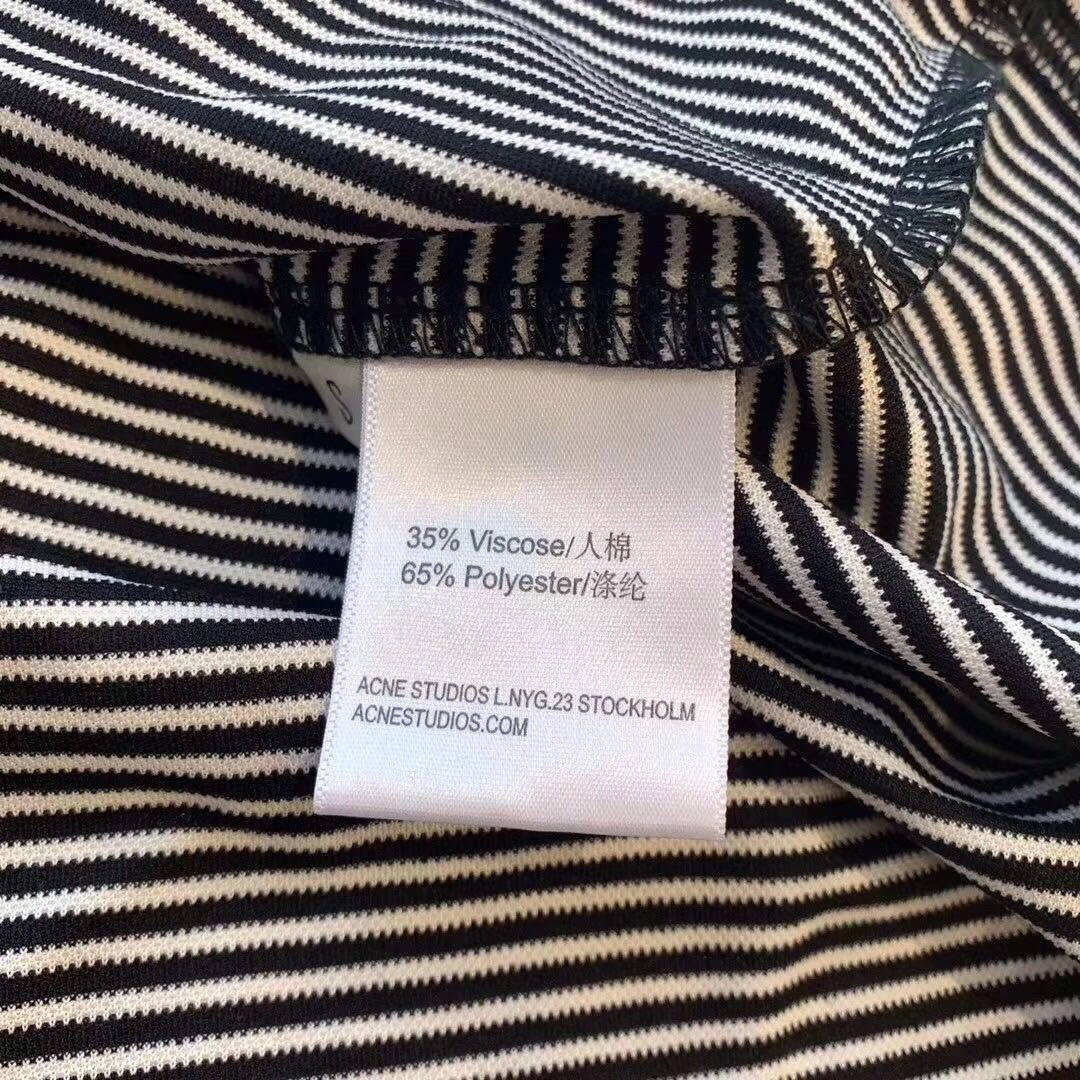 S
35% Viscose/人棉
65% Polyester/涤纶
ACNE STUDIOS L.NYG.23 STOCKHOLM
ACNESTUDIOS.COM